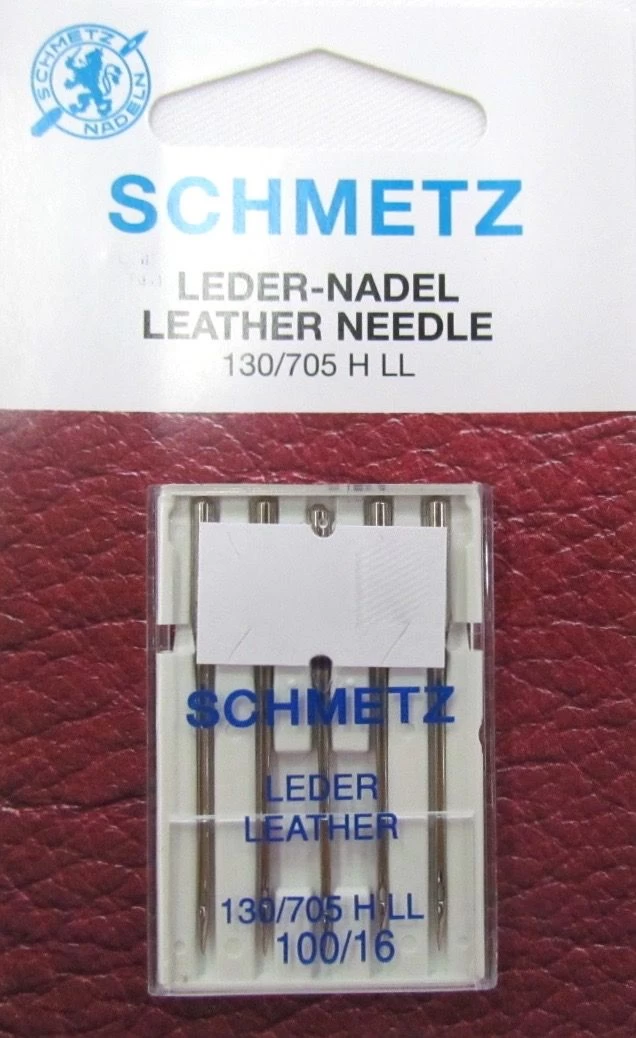 SCHMETZ
NADELN
SCHMETZ
LEDER-NADEL
LEATHER NEEDLE
130/705 H LL
SCHMETZ
LEDER
LEATHER
130/705 H LL
100/16